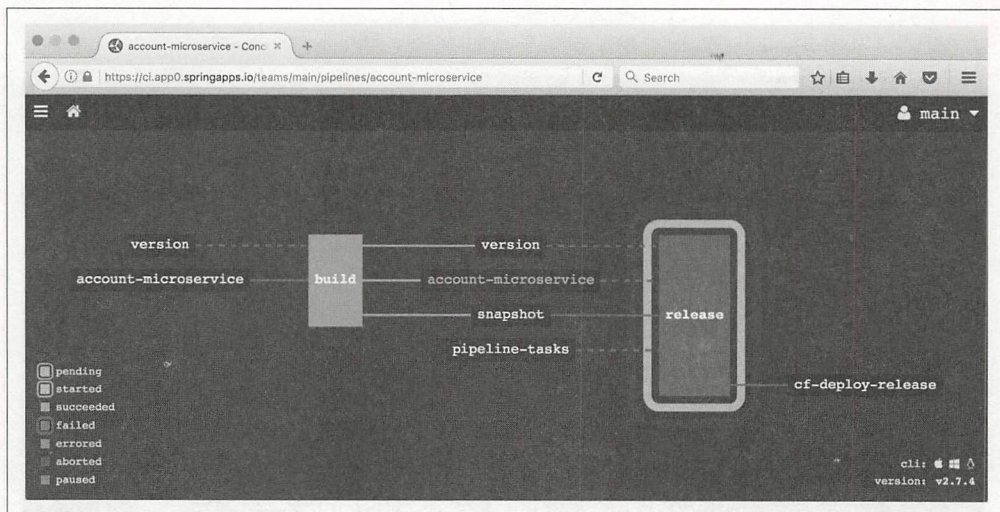 account-microservice - Conc × +
https://ci.app0.springapps.io/teams/main/pipelines/account-microservice
Search
main
version
version
account-microservice
build
account-microservice
snapshot
release
pipeline-tasks
cf-deploy-release
pending
started
succeeded
failed
errored
aborted
paused
cli:
version: v2.7.4